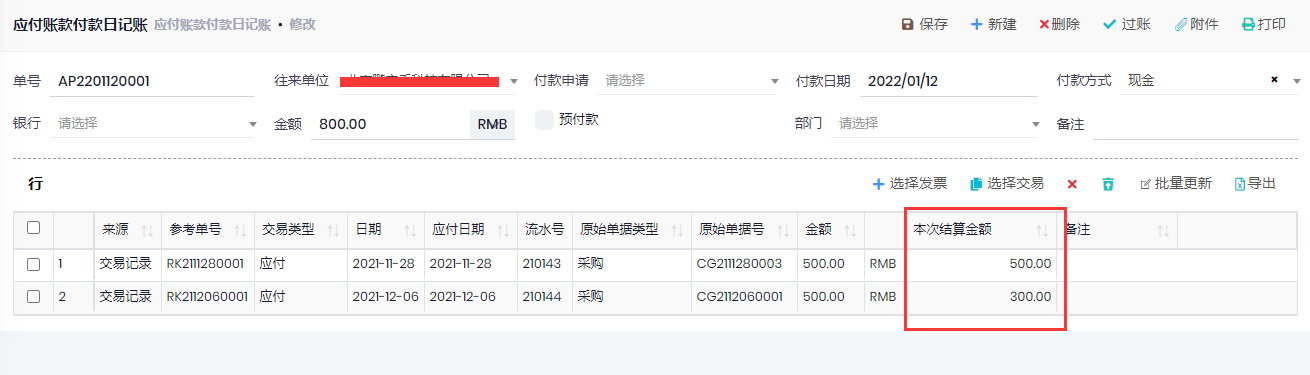 应付账款付款日记账 应付账款付款日记账 • 修改 保存 新建 删除 过账 附件 打印
单号 AP2201120001 往来单位 付款申请 请选择 付款日期 2022/01/12 付款方式 现金
银行 请选择 金额 800.00 RMB 预付款 部门 请选择 备注
行 选择发票 选择交易 批量更新 导出
来源 参考单号 交易类型 日期 应付日期 流水号 原始单据类型 原始单据号 金额 本次结算金额 备注
1 交易记录 RK2111280001 应付 2021-11-28 2021-11-28 210143 采购 CG2111280003 500.00 RMB 500.00
2 交易记录 RK2112060001 应付 2021-12-06 2021-12-06 210144 采购 CG2112060001 500.00 RMB 300.00